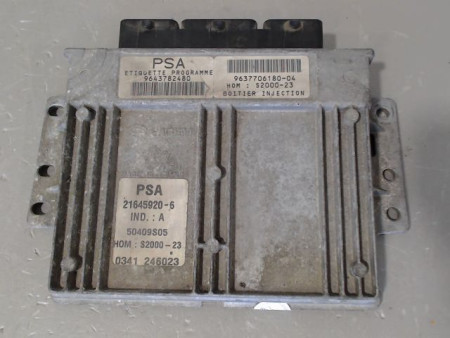 PSA
ETIQUETTE PROGRAMME
9643782480
9637706180-04
HOM : S2000-23
BOITIER INJECTION
PSA
21645920-6
IND. : A
50409S05
HOM : S2000-23
0341 246023